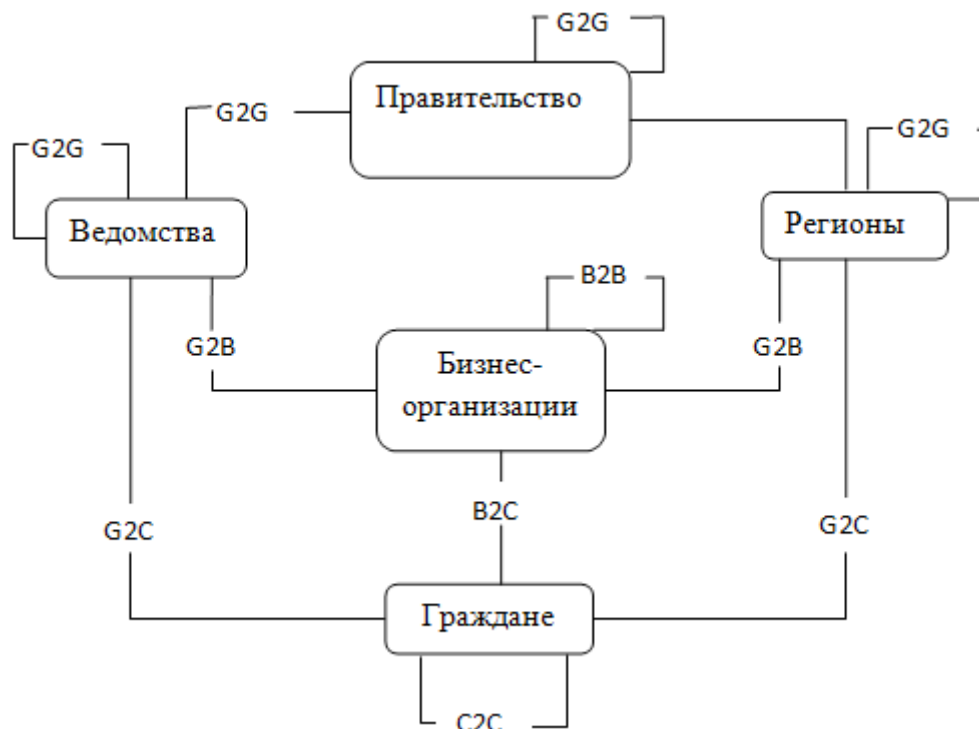 G2G
Правительство
G2G
G2G
G2G
Ведомства
Регионы
B2B
G2B
G2B
Бизнес-
организации
B2C
G2C
G2C
Граждане
C2C